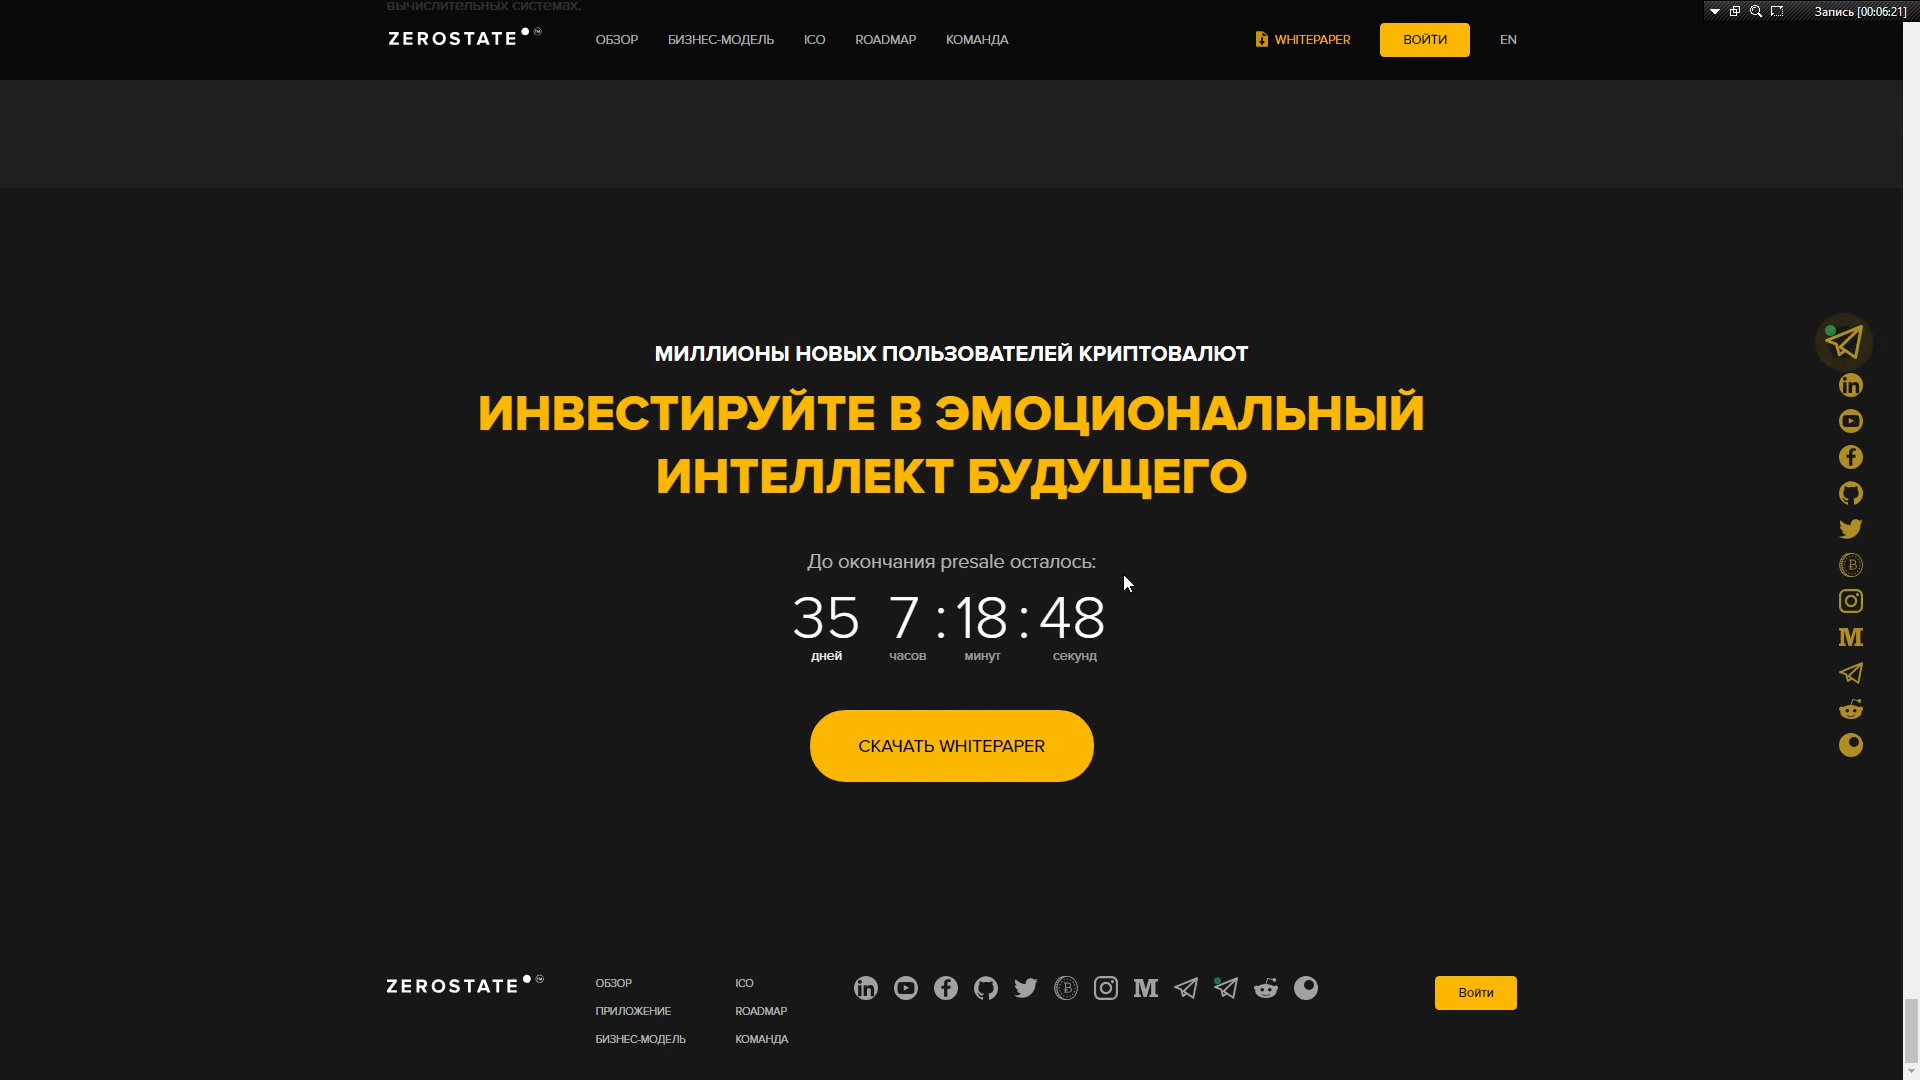 вычислительных системах.
Запись [00:06:21]
ZEROSTATE
ОБЗОР БИЗНЕС-МОДЕЛЬ ICO ROADMAP КОМАНДА WHITEPAPER ВОЙТИ EN
МИЛЛИОНЫ НОВЫХ ПОЛЬЗОВАТЕЛЕЙ КРИПТОВАЛЮТ
ИНВЕСТИРУЙТЕ В ЭМОЦИОНАЛЬНЫЙ
ИНТЕЛЛЕКТ БУДУЩЕГО
До окончания presale осталось:
35 7 : 18 : 48
дней часов минут секунд
СКАЧАТЬ WHITEPAPER
ZEROSTATE
ОБЗОР ICO Войти
ПРИЛОЖЕНИЕ ROADMAP
БИЗНЕС-МОДЕЛЬ КОМАНДА